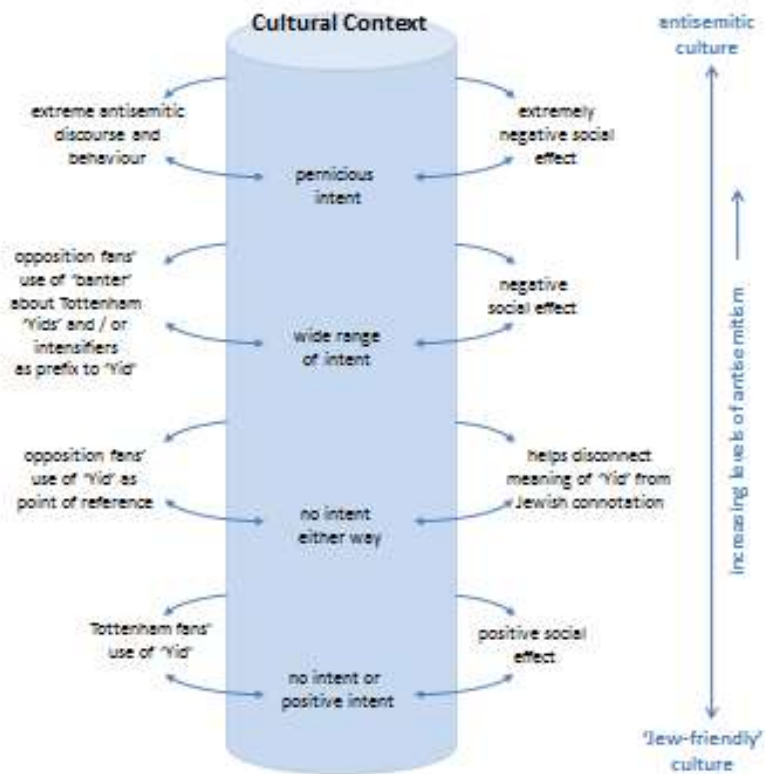 Cultural Context
antisemitic
culture
extreme antisemitic
discourse and
behaviour
pernicious
intent
extremely
negative social
effect
opposition fans'
use of 'banter'
about Tottenham
'Yids' and / or
intensifiers
as prefix to 'Yid'
wide range
of intent
negative
social effect
opposition fans'
use of 'Yid' as
point of reference
no intent
either way
helps disconnect
meaning of 'Yid' from
Jewish connotation
Tottenham fans'
use of 'Yid'
no intent or
positive intent
positive social
effect
increasing levels of antisemitism
'Jew-friendly'
culture